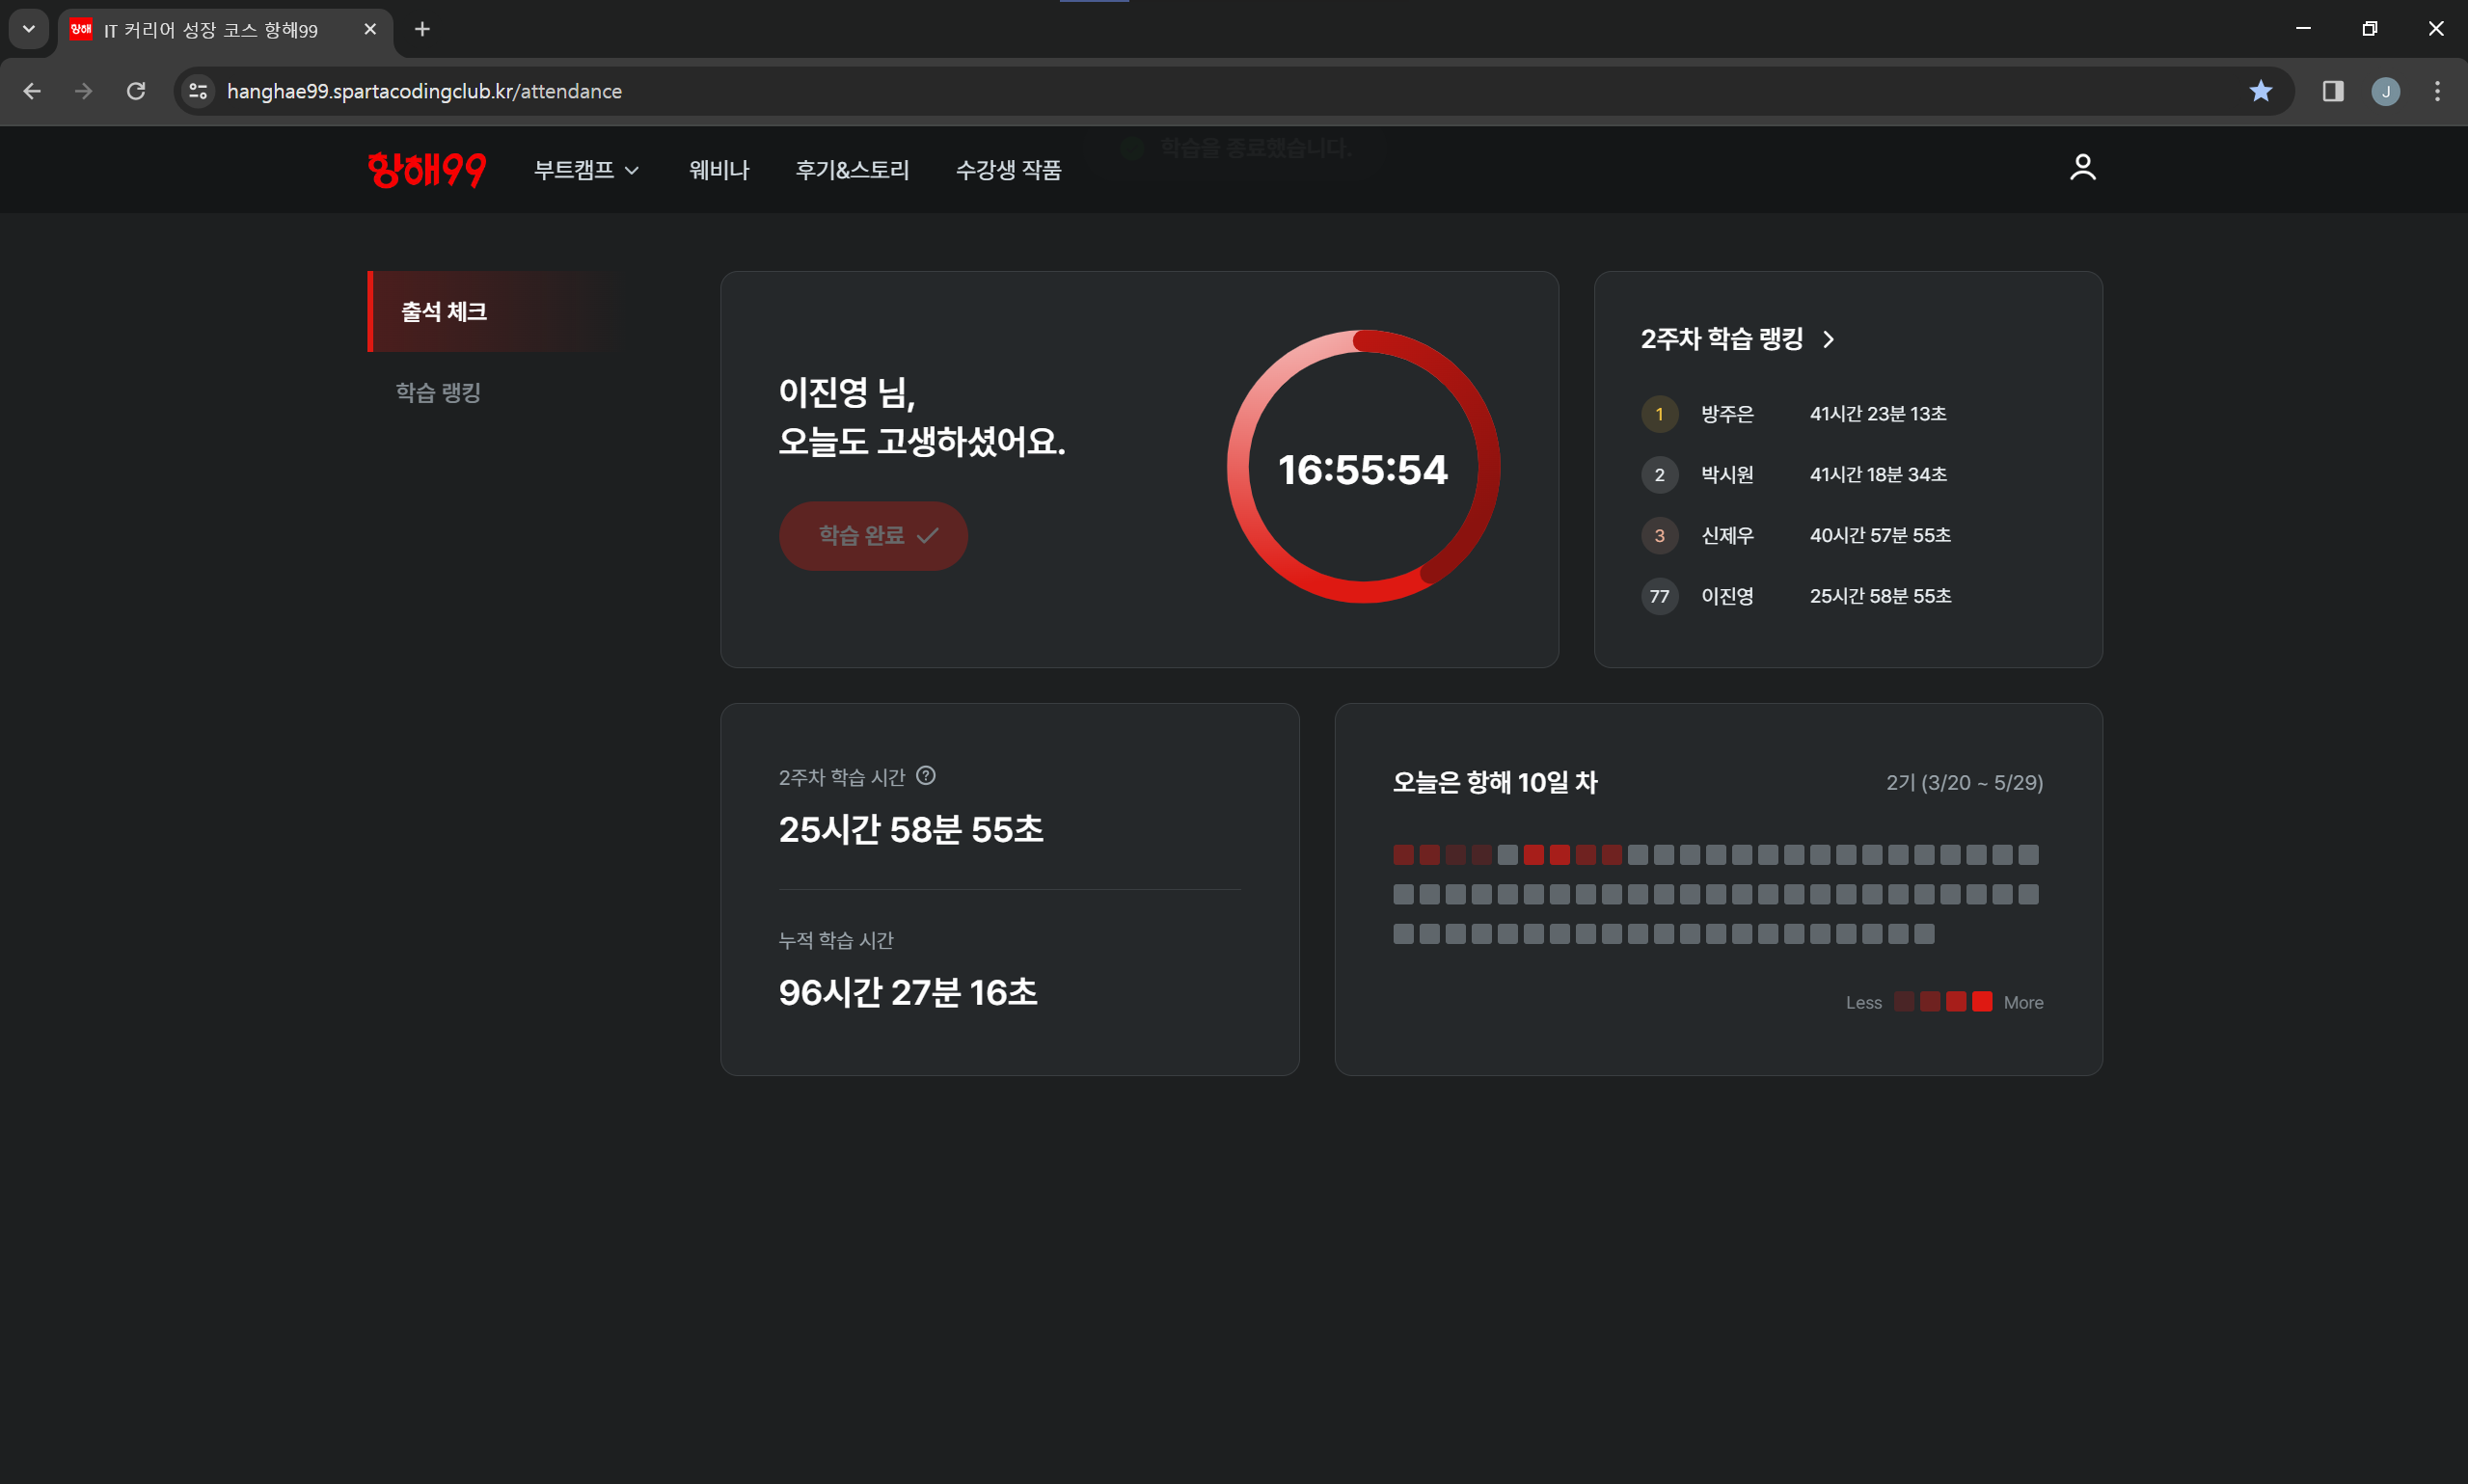 항해 IT 커리어 성장 코스 항해99
hanghae99.spartacodingclub.kr/attendance
J
항해99 부트캠프 웨비나 후기&스토리 수강생 작품
학습을 종료했습니다.
출석 체크
학습 랭킹
이진영 님,
오늘도 고생하셨어요.
학습 완료
16:55:54
2주차 학습 랭킹
1 방주은 41시간 23분 13초
2 박시원 41시간 18분 34초
3 신제우 40시간 57분 55초
77 이진영 25시간 58분 55초
2주차 학습 시간
25시간 58분 55초
누적 학습 시간
96시간 27분 16초
오늘은 항해 10일 차 2기 (3/20 ~ 5/29)
Less More